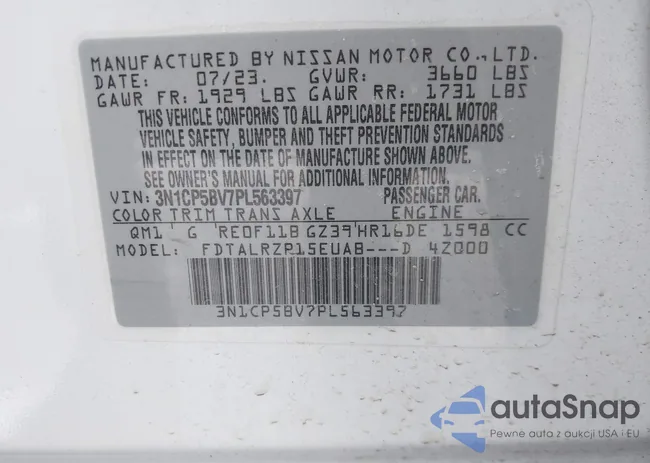 MANUFACTURED BY NISSAN MOTOR CO.,LTD.
DATE: 07/23. GVWR: 3660 LBS
GAWR FR: 1929 LBS GAWR RR: 1731 LBS
THIS VEHICLE CONFORMS TO ALL APPLICABLE FEDERAL MOTOR
VEHICLE SAFETY, BUMPER AND THEFT PREVENTION STANDARDS
IN EFFECT ON THE DATE OF MANUFACTURE SHOWN ABOVE.
SEE OWNER'S MANUAL FOR ADDITIONAL INFORMATION.
VIN: 3N1CP5BV7PL563397 PASSENGER CAR.
COLOR TRIM TRANS AXLE ENGINE
QM1 G RE0F11B GZ39 HR16DE 1598 CC
MODEL: FDTALRZP15EUAB---D 4Z000
3N1CP5BV7PL563397
autoSnap
Pewne auta z aukcji USA i EU